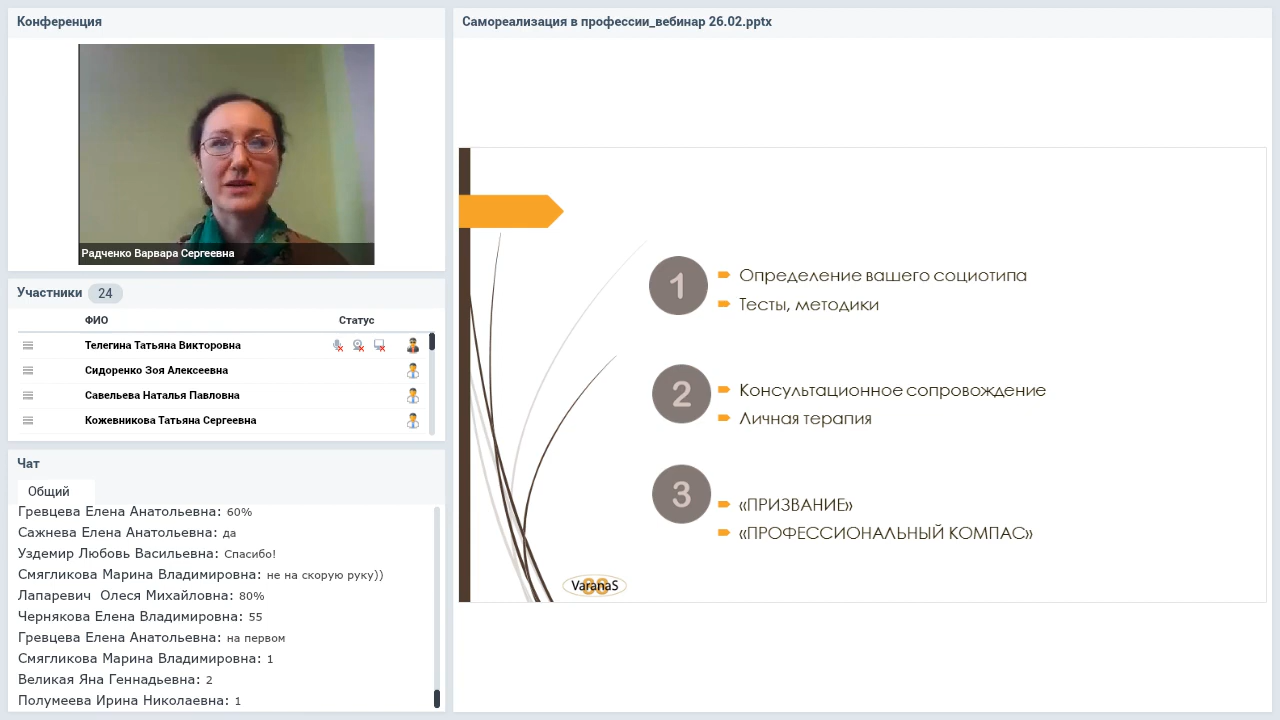 Конференция
Радченко Варвара Сергеевна
Участники 24
ФИО Статус
Телегина Татьяна Викторовна
Сидоренко Зоя Алексеевна
Савельева Наталья Павловна
Кожевникова Татьяна Сергеевна
Чат
Общий
Гревцева Елена Анатольевна: 60%
Сажнева Елена Анатольевна: да
Уздемир Любовь Васильевна: Спасибо!
Смягликова Марина Владимировна: не на скорую руку))
Лапаревич Олеся Михайловна: 80%
Чернякова Елена Владимировна: 55
Гревцева Елена Анатольевна: на первом
Смягликова Марина Владимировна: 1
Великая Яна Геннадьевна: 2
Полумеева Ирина Николаевна: 1
Самореализация в профессии_вебинар 26.02.pptx
1
Определение вашего социотипа
Тесты, методики
2
Консультационное сопровождение
Личная терапия
3
«ПРИЗВАНИЕ»
«ПРОФЕССИОНАЛЬНЫЙ КОМПАС»
VaranaS